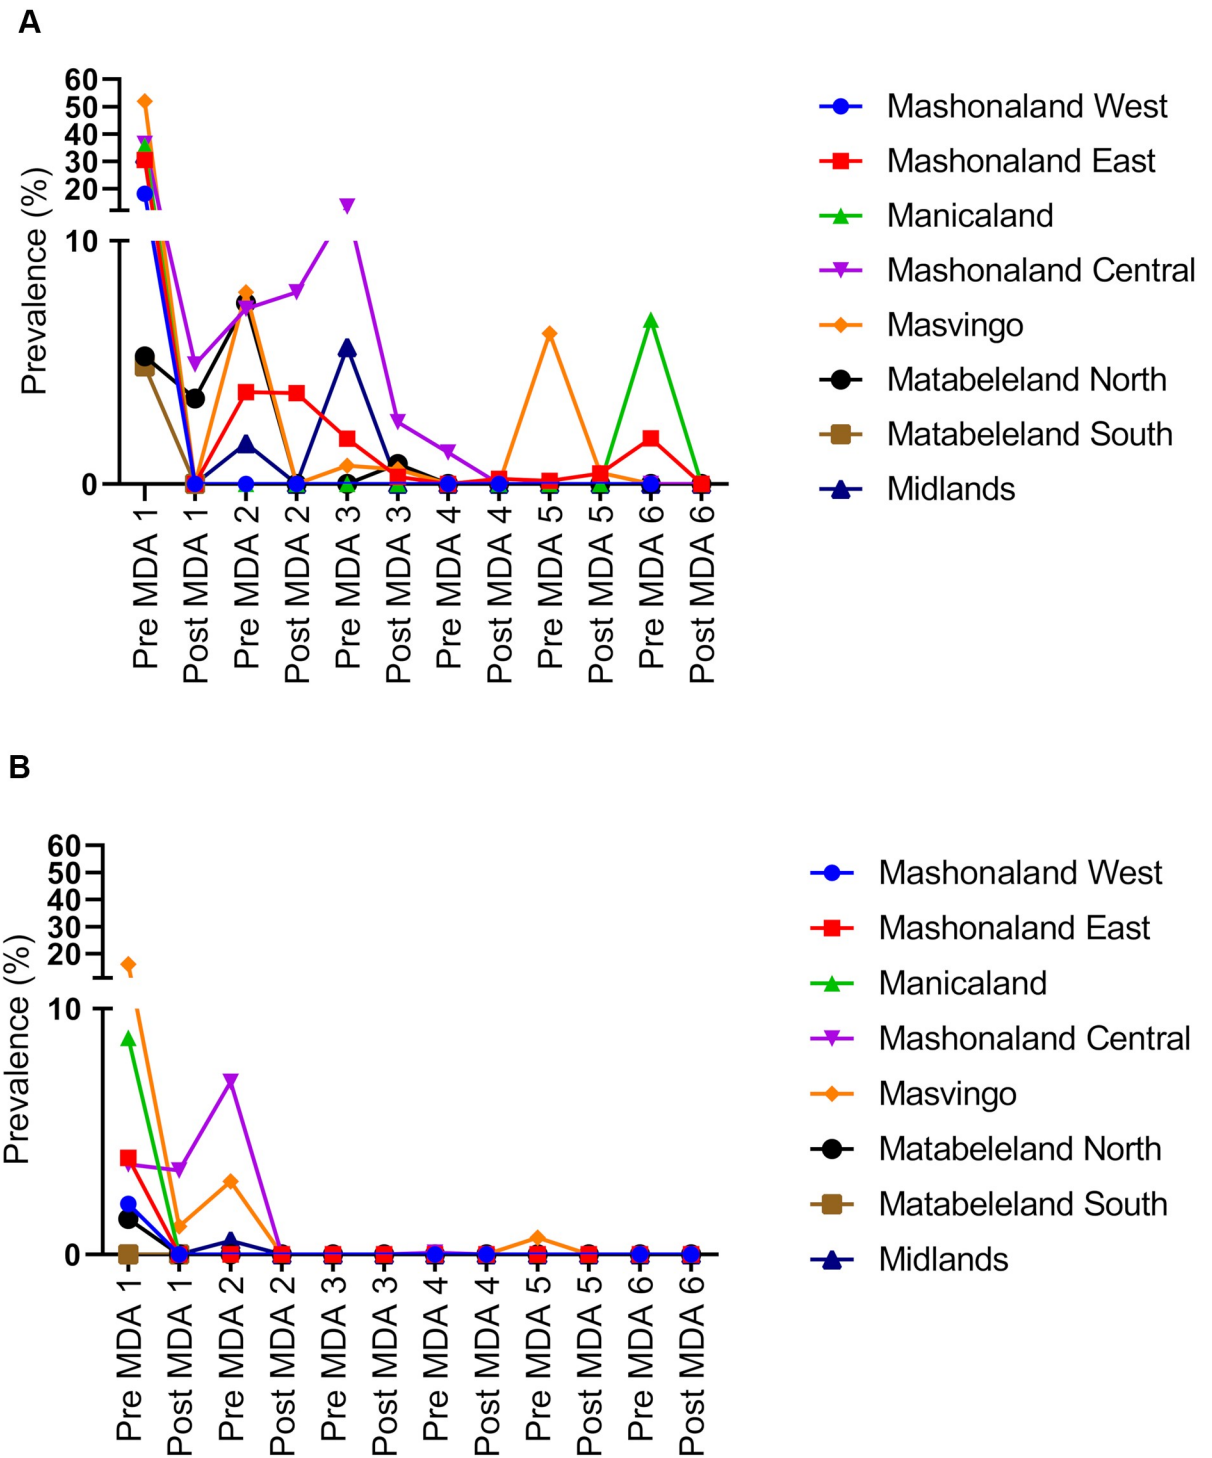 A
60
50
40
30
20
10
0
Prevalence (%)
Pre MDA 1
Post MDA 1
Pre MDA 2
Post MDA 2
Pre MDA 3
Post MDA 3
Pre MDA 4
Post MDA 4
Pre MDA 5
Post MDA 5
Pre MDA 6
Post MDA 6
Mashonaland West
Mashonaland East
Manicaland
Mashonaland Central
Masvingo
Matabeleland North
Matabeleland South
Midlands
B
60
50
40
30
20
10
0
Prevalence (%)
Pre MDA 1
Post MDA 1
Pre MDA 2
Post MDA 2
Pre MDA 3
Post MDA 3
Pre MDA 4
Post MDA 4
Pre MDA 5
Post MDA 5
Pre MDA 6
Post MDA 6
Mashonaland West
Mashonaland East
Manicaland
Mashonaland Central
Masvingo
Matabeleland North
Matabeleland South
Midlands